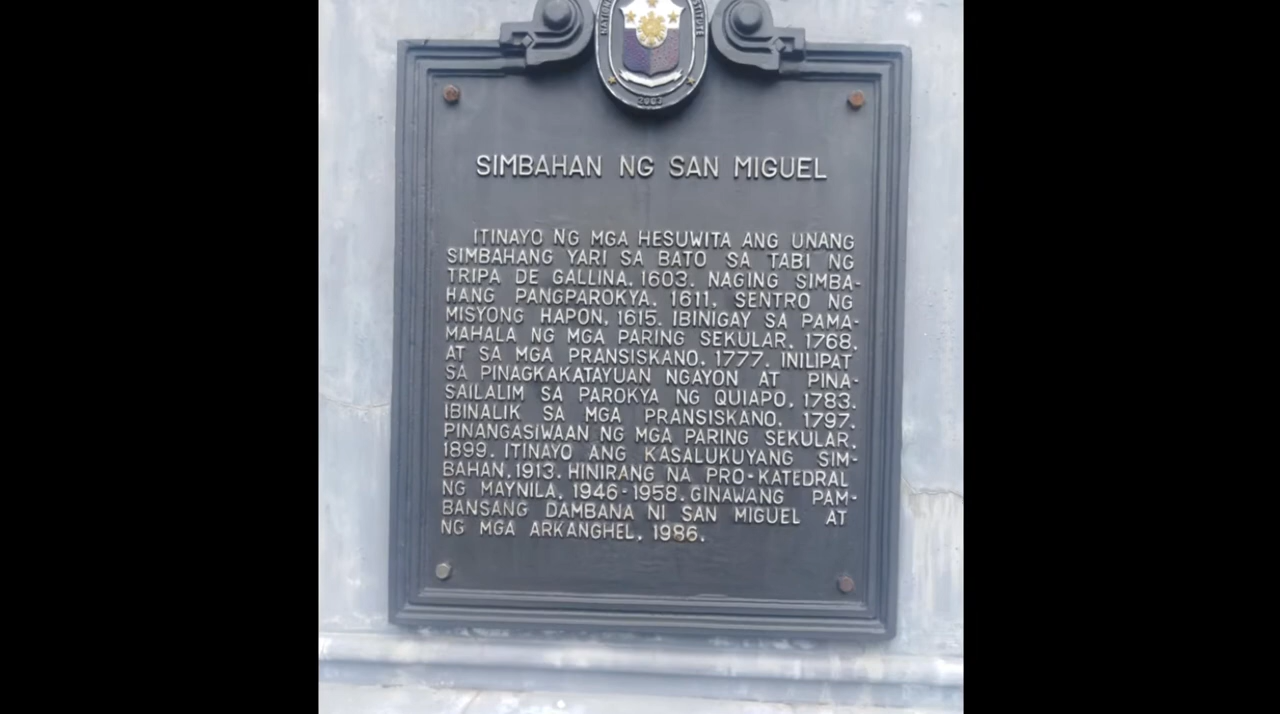 2007
SIMBAHAN NG SAN MIGUEL
ITINAYO NG MGA HESUWITA ANG UNANG
SIMBAHANG YARI SA BATO SA TABI NG
TRIPA DE GALLINA, 1603. NAGING SIMBA-
HANG PANGPAROKYA, 1611, SENTRO NG
MISYONG HAPON, 1615. IBINIGAY SA PAMA-
MAHALA NG MGA PARING SEKULAR, 1768,
AT SA MGA PRANSISKANO, 1777. INILIPAT
SA PINAGKAKATAYUAN NGAYON AT PINA-
SAILALIM SA PAROKYA NG QUIAPO, 1783.
IBINALIK SA MGA PRANSISKANO, 1797.
PINANGASIWAAN NG MGA PARING SEKULAR,
1899. ITINAYO ANG KASALUKUYANG SIM-
BAHAN, 1913. HINIRANG NA PRO-KATEDRAL
NG MAYNILA, 1946-1958. GINAWANG PAM-
BANSANG DAMBANA NI SAN MIGUEL AT
NG MGA ARKANGHEL, 1986.